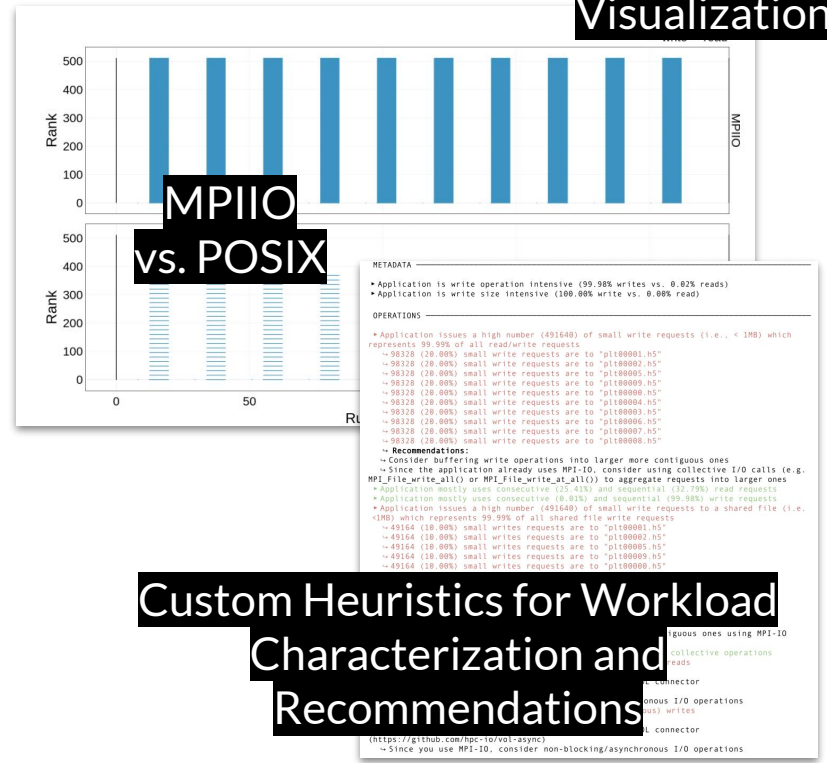 Visualization
500
400
300
200
100
0
Rank
MPIIO
MPIIO
vs. POSIX
500
400
300
200
100
0
Rank
0
50
METADATA
▸ Application is write operation intensive (99.98% writes vs. 0.02% reads)
▸ Application is write size intensive (100.00% write vs. 0.00% read)
OPERATIONS
▸ Application issues a high number (491640) of small write requests (i.e., < 1MB) which
represents 99.99% of all read/write requests
↪ 98328 (20.00%) small write requests are to "plt00001.h5"
↪ 98328 (20.00%) small write requests are to "plt00002.h5"
↪ 98328 (20.00%) small write requests are to "plt00005.h5"
↪ 98328 (20.00%) small write requests are to "plt00009.h5"
↪ 98328 (20.00%) small write requests are to "plt00000.h5"
↪ 98328 (20.00%) small write requests are to "plt00004.h5"
↪ 98328 (20.00%) small write requests are to "plt00003.h5"
↪ 98328 (20.00%) small write requests are to "plt00006.h5"
↪ 98328 (20.00%) small write requests are to "plt00007.h5"
↪ 98328 (20.00%) small write requests are to "plt00008.h5"
↪ Recommendations:
↪ Consider buffering write operations into larger more contiguous ones
↪ Since the application already uses MPI-IO, consider using collective I/O calls (e.g.
MPI_File_write_all() or MPI_File_write_at_all()) to aggregate requests into larger ones
▸ Application mostly uses consecutive (25.41%) and sequential (32.79%) read requests
▸ Application mostly uses consecutive (0.01%) and sequential (99.98%) write requests
▸ Application issues a high number (491640) of small write requests to a shared file (i.e.
<1MB) which represents 99.99% of all shared file write requests
↪ 49164 (10.00%) small writes requests are to "plt00001.h5"
↪ 49164 (10.00%) small writes requests are to "plt00002.h5"
↪ 49164 (10.00%) small writes requests are to "plt00005.h5"
↪ 49164 (10.00%) small writes requests are to "plt00009.h5"
↪ 49164 (10.00%) small writes requests are to "plt00000.h5"
Custom Heuristics for Workload
Characterization and
Recommendations
ones using MPI-IO
collective operations
reads
connector
I/O operations
writes
connector
(https://github.com/hpc-io/vol-async)
↪ Since you use MPI-IO, consider non-blocking/asynchronous I/O operations